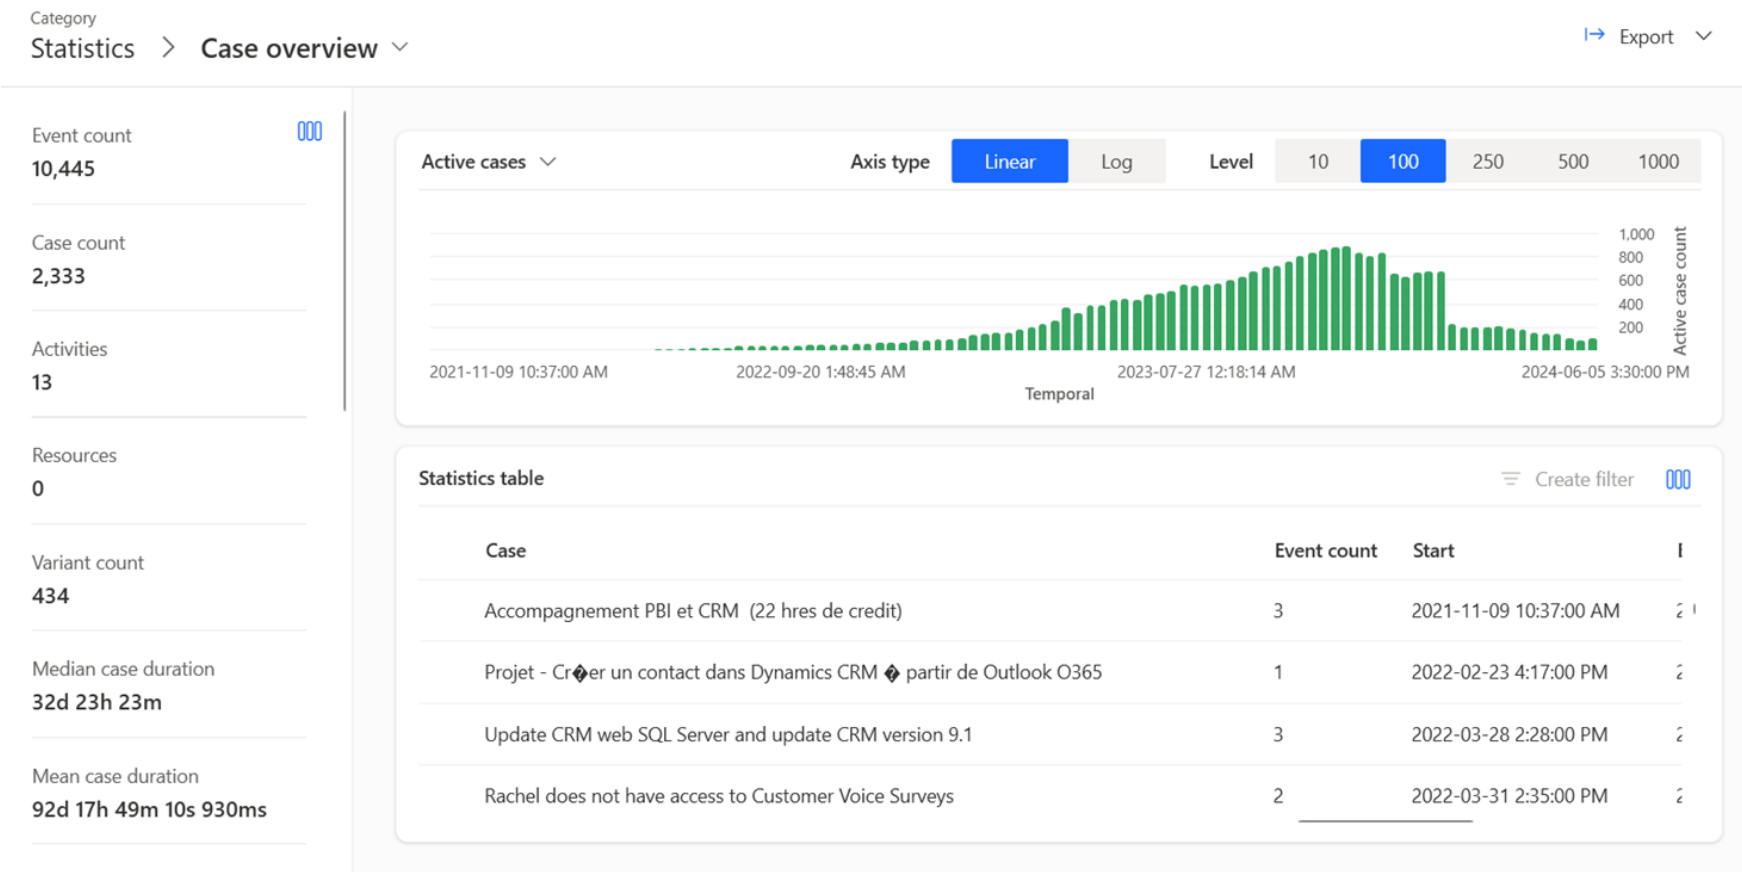 Category
Statistics > Case overview
Export
Event count
10,445
Case count
2,333
Activities
13
Resources
0
Variant count
434
Median case duration
32d 23h 23m
Mean case duration
92d 17h 49m 10s 930ms
Active cases
Axis type Linear Log Level 10 100 250 500 1000
1,000
800
600
400
200
Active case count
2021-11-09 10:37:00 AM 2022-09-20 1:48:45 AM 2023-07-27 12:18:14 AM 2024-06-05 3:30:00 PM
Temporal
Statistics table
Create filter
Case Event count Start
Accompagnement PBI et CRM (22 hres de credit) 3 2021-11-09 10:37:00 AM
Projet - Cr�er un contact dans Dynamics CRM � partir de Outlook O365 1 2022-02-23 4:17:00 PM
Update CRM web SQL Server and update CRM version 9.1 3 2022-03-28 2:28:00 PM
Rachel does not have access to Customer Voice Surveys 2 2022-03-31 2:35:00 PM